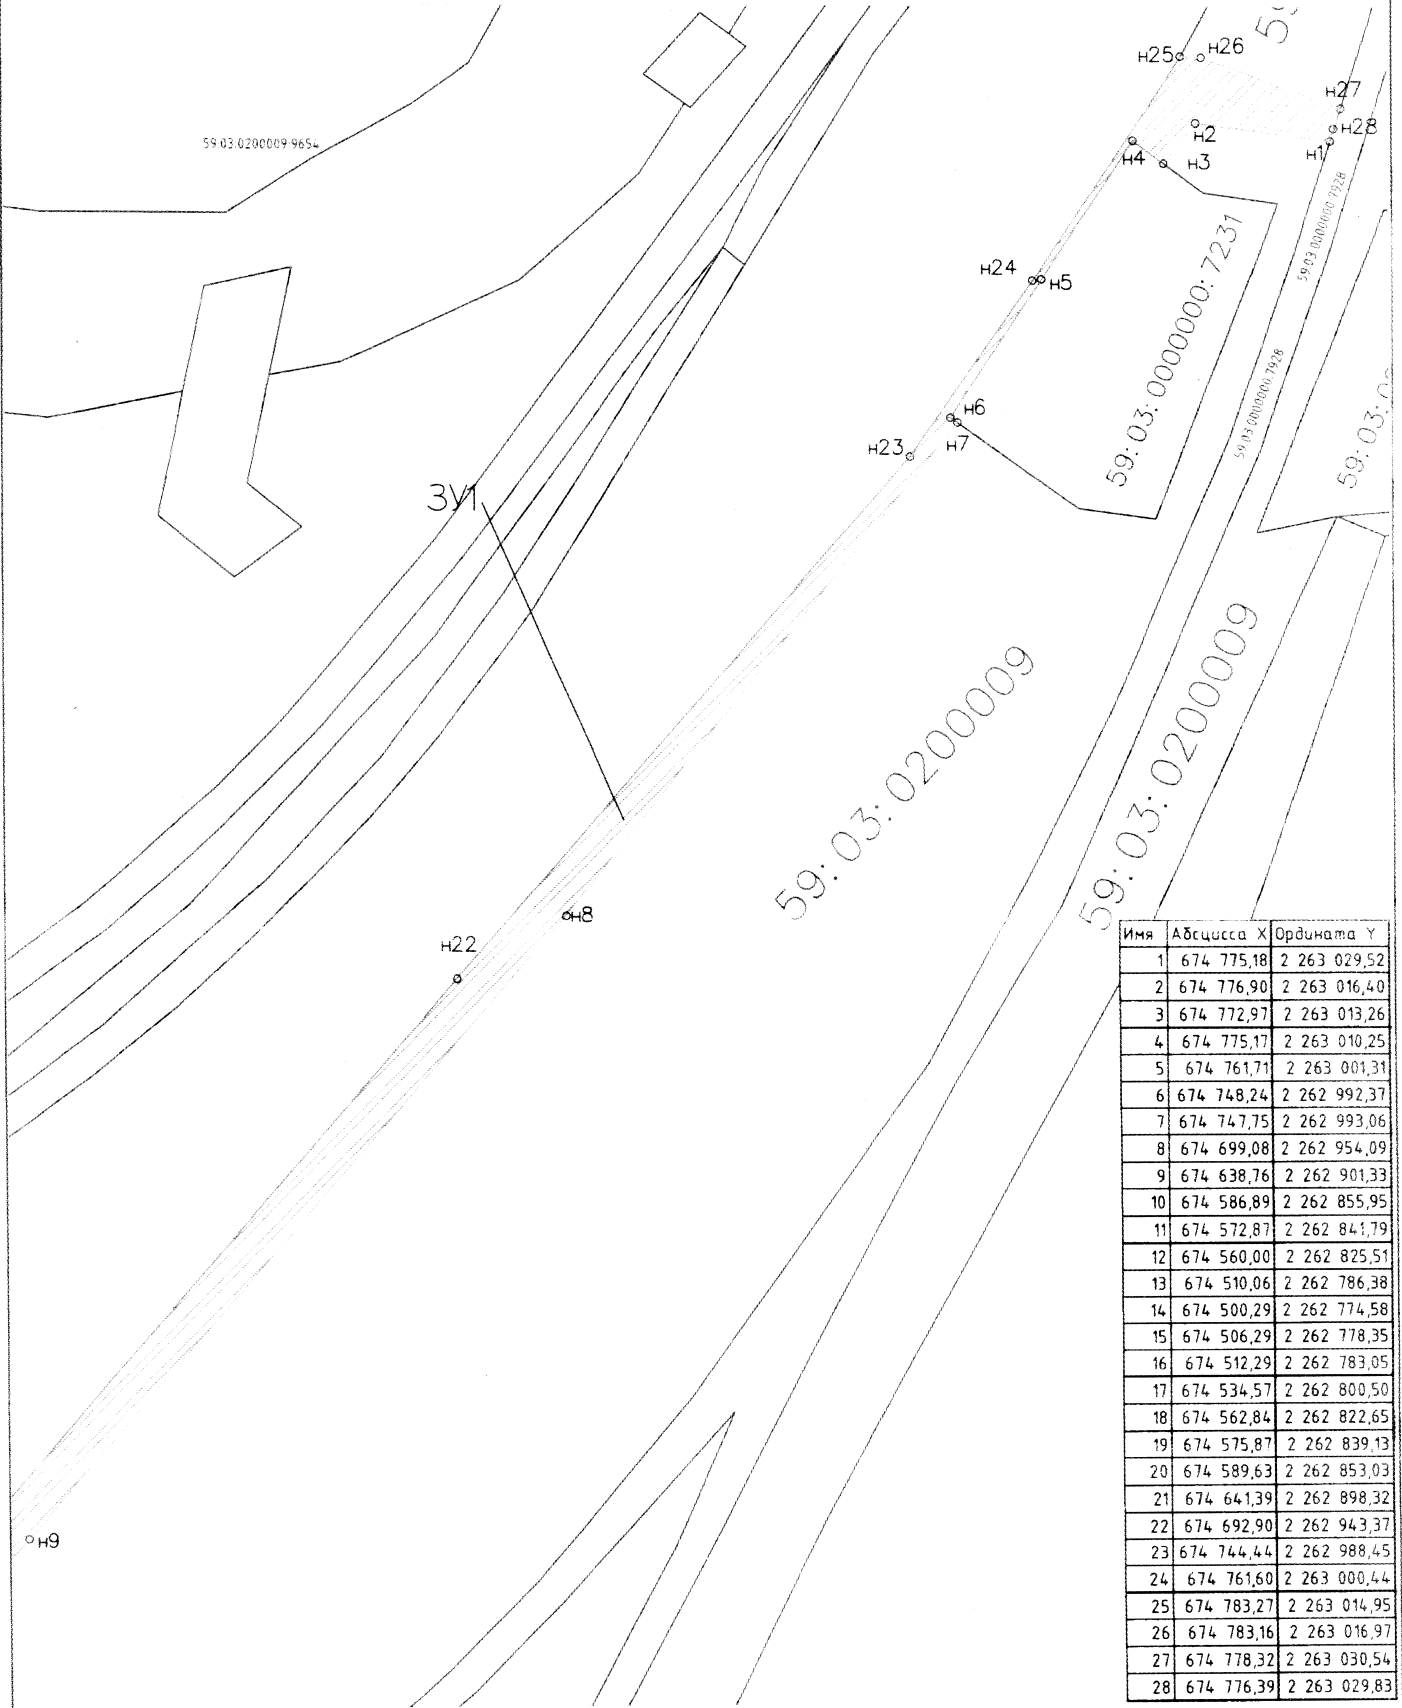 59
н25
н26
н27
н28
н1
н2
н3
н4
59:03:0200009:9654
59:03:0000000:7928
59:03:0000000:7231
н24
н5
59:03:0000000:7928
59:03:
н6
н7
н23
ЗУ1
59:03:0200009
59:03:0200009
н8
н22
н9
Имя Абсцисса X Ордината Y
1 674 775,18 2 263 029,52
2 674 776,90 2 263 016,40
3 674 772,97 2 263 013,26
4 674 775,17 2 263 010,25
5 674 761,71 2 263 001,31
6 674 748,24 2 262 992,37
7 674 747,75 2 262 993,06
8 674 699,08 2 262 954,09
9 674 638,76 2 262 901,33
10 674 586,89 2 262 855,95
11 674 572,87 2 262 841,79
12 674 560,00 2 262 825,51
13 674 510,06 2 262 786,38
14 674 500,29 2 262 774,58
15 674 506,29 2 262 778,35
16 674 512,29 2 262 783,05
17 674 534,57 2 262 800,50
18 674 562,84 2 262 822,65
19 674 575,87 2 262 839,13
20 674 589,63 2 262 853,03
21 674 641,39 2 262 898,32
22 674 692,90 2 262 943,37
23 674 744,44 2 262 988,45
24 674 761,60 2 263 000,44
25 674 783,27 2 263 014,95
26 674 783,16 2 263 016,97
27 674 778,32 2 263 030,54
28 674 776,39 2 263 029,83